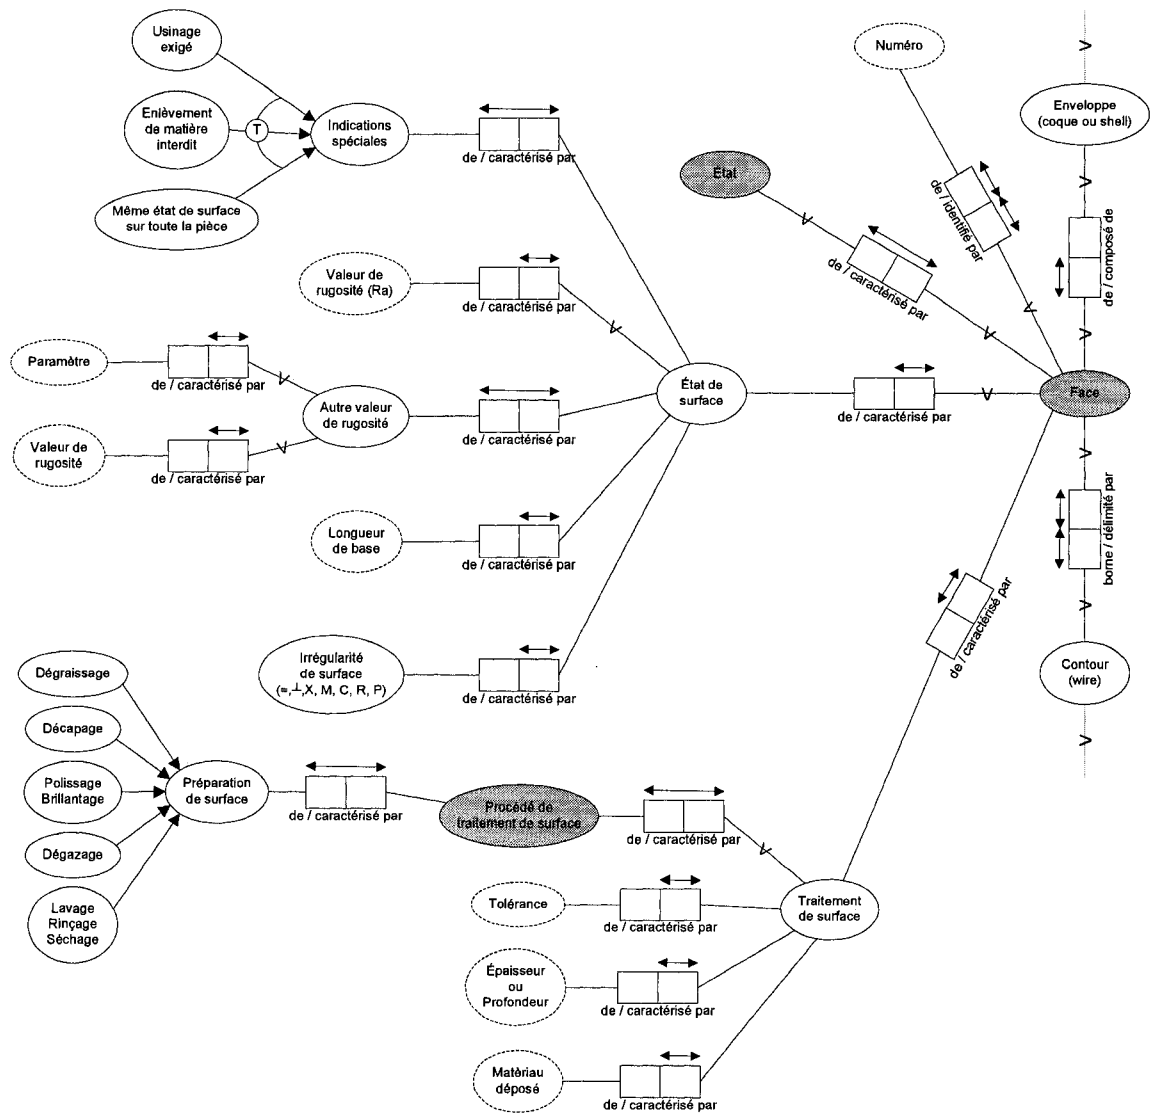 Usinage
exigé
Enlèvement
de matière
interdit
T
Indications
spéciales
Même état de surface
sur toute la pièce
de / caractérisé par
Numéro
Enveloppe
(coque ou shell)
État
de / identifié par
de / composé de
de / caractérisé par
Valeur de
rugosité (Ra)
de / caractérisé par
Paramètre
de / caractérisé par
Autre valeur
de rugosité
de / caractérisé par
État de
surface
de / caractérisé par
Face
Valeur de
rugosité
de / caractérisé par
Longueur
de base
de / caractérisé par
borne / délimité par
de / caractérisé par
Irrégularité
de surface
(=,⊥,X, M, C, R, P)
de / caractérisé par
Contour
(wire)
Dégraissage
Décapage
Polissage
Brillantage
Dégazage
Lavage
Rinçage
Séchage
Préparation
de surface
de / caractérisé par
Procédé de
traitement de surface
de / caractérisé par
Tolérance
de / caractérisé par
Traitement
de surface
Épaisseur
ou
Profondeur
de / caractérisé par
Matériau
déposé
de / caractérisé par